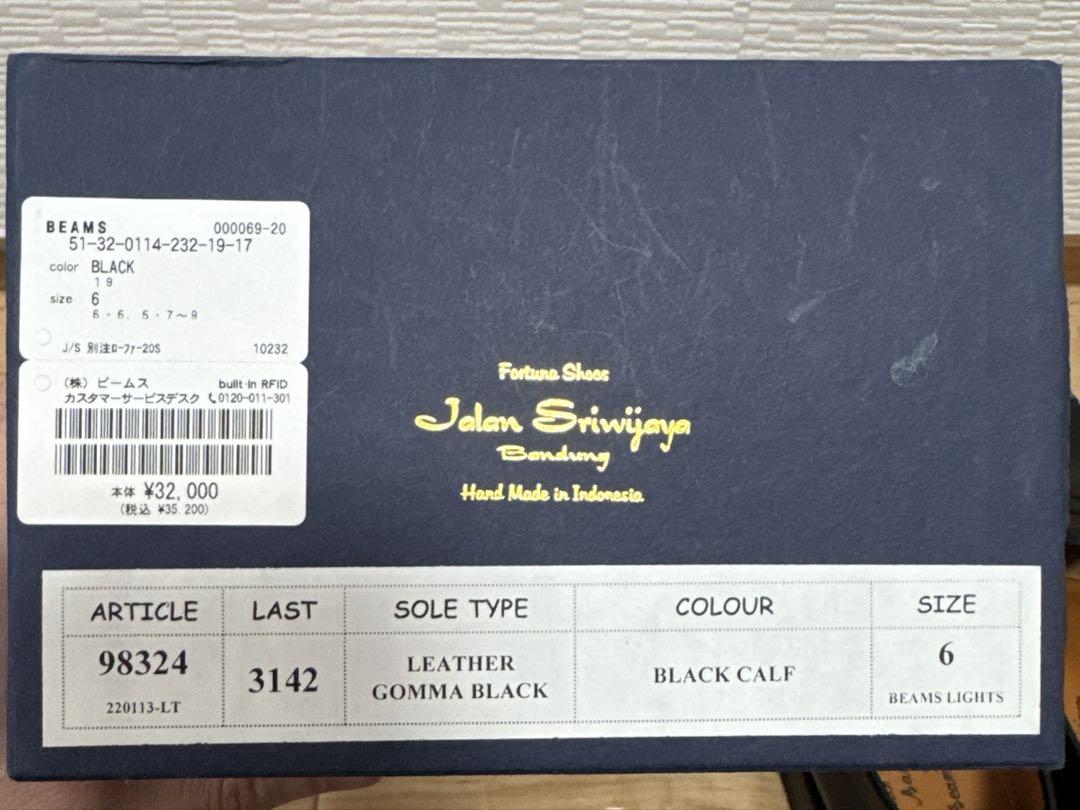 BEAMS 000069-20
51-32-0114-232-19-17
color BLACK
19
size 6
6・6.5・7～9
J/S 別注ﾛｰﾌｧｰ20S 10232
(株) ビームス built-in RFID
カスタマーサービスデスク 0120-011-301
本体 ¥32,000
(税込 ¥35,200)
Fortuna Shoes
Jalan Sriwijaya
Bandung
Hand Made in Indonesia
ARTICLE LAST SOLE TYPE COLOUR SIZE
98324 3142 LEATHER GOMMA BLACK BLACK CALF 6
220113-LT BEAMS LIGHTS